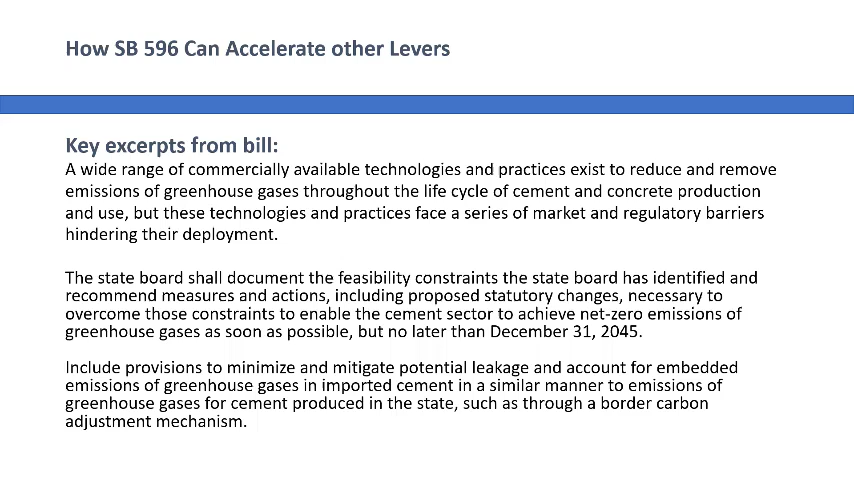 How SB 596 Can Accelerate other Levers
Key excerpts from bill:
A wide range of commercially available technologies and practices exist to reduce and remove
emissions of greenhouse gases throughout the life cycle of cement and concrete production
and use, but these technologies and practices face a series of market and regulatory barriers
hindering their deployment.
The state board shall document the feasibility constraints the state board has identified and
recommend measures and actions, including proposed statutory changes, necessary to
overcome those constraints to enable the cement sector to achieve net-zero emissions of
greenhouse gases as soon as possible, but no later than December 31, 2045.
Include provisions to minimize and mitigate potential leakage and account for embedded
emissions of greenhouse gases in imported cement in a similar manner to emissions of
greenhouse gases for cement produced in the state, such as through a border carbon
adjustment mechanism.